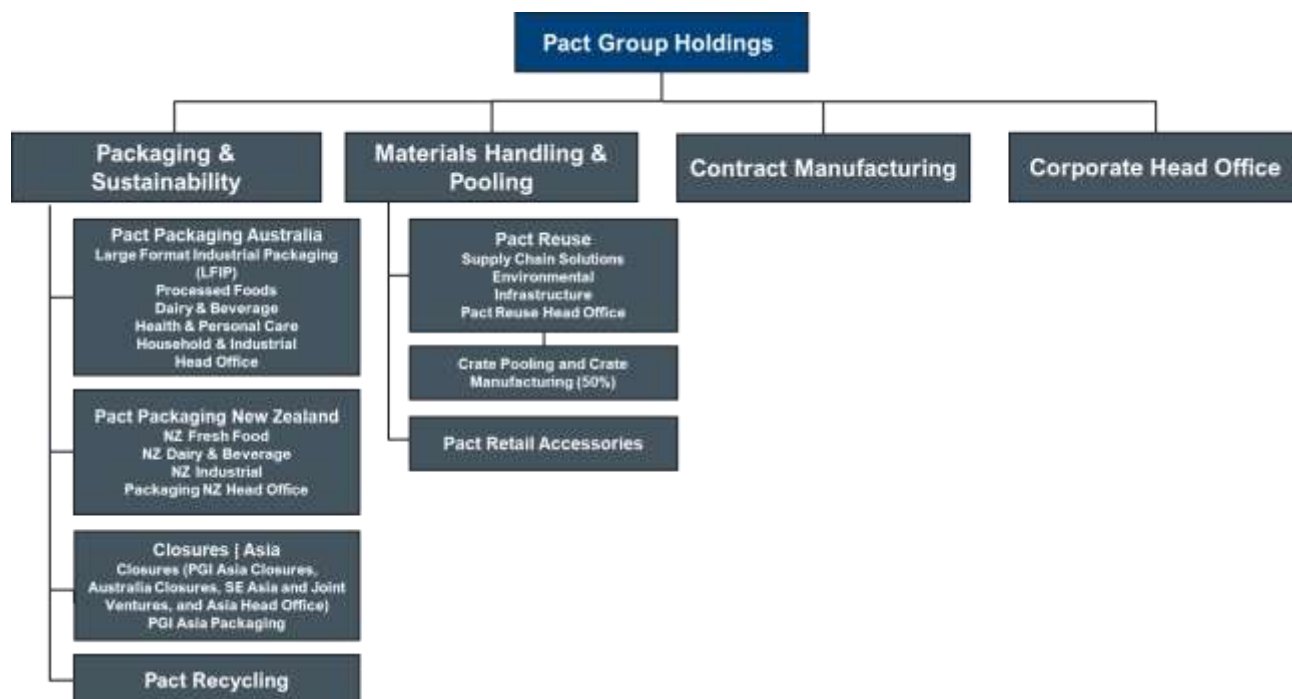 Pact Group Holdings
Packaging &
Sustainability
Materials Handling &
Pooling
Contract Manufacturing
Corporate Head Office
Pact Packaging Australia
Large Format Industrial Packaging
(LFIP)
Processed Foods
Dairy & Beverage
Health & Personal Care
Household & Industrial
Head Office
Pact Packaging New Zealand
NZ Fresh Food
NZ Dairy & Beverage
NZ Industrial
Packaging NZ Head Office
Closures | Asia
Closures (PGI Asia Closures,
Australia Closures, SE Asia and Joint
Ventures, and Asia Head Office)
PGI Asia Packaging
Pact Recycling
Pact Reuse
Supply Chain Solutions
Environmental
Infrastructure
Pact Reuse Head Office
Crate Pooling and Crate
Manufacturing (50%)
Pact Retail Accessories